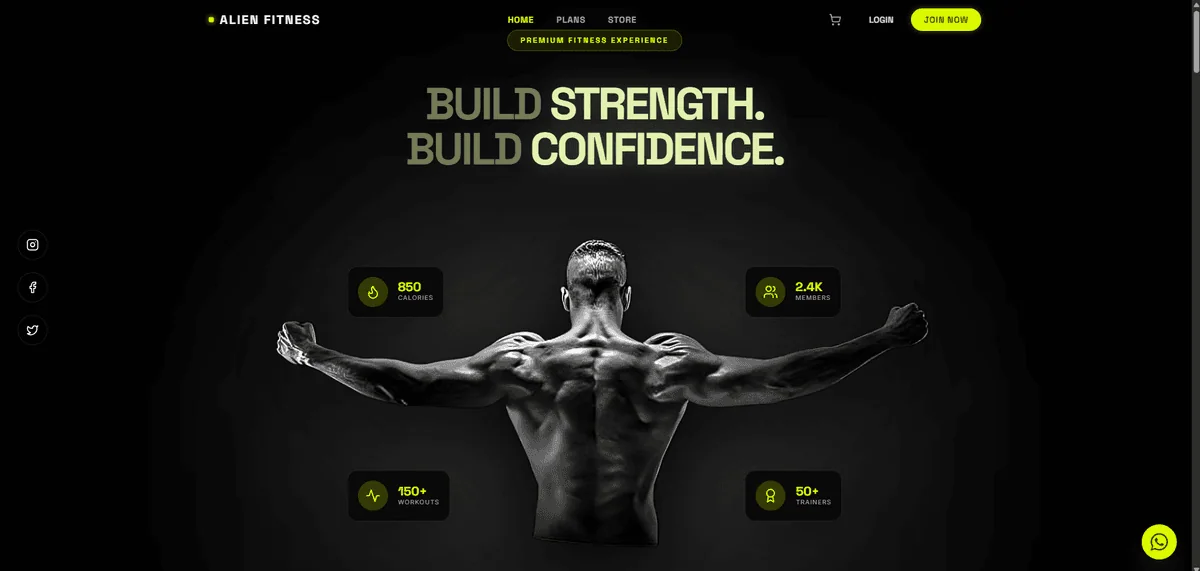 ALIEN FITNESS
HOME PLANS STORE
LOGIN
JOIN NOW
PREMIUM FITNESS EXPERIENCE
BUILD STRENGTH.
BUILD CONFIDENCE.
850
CALORIES
2.4K
MEMBERS
150+
WORKOUTS
50+
TRAINERS